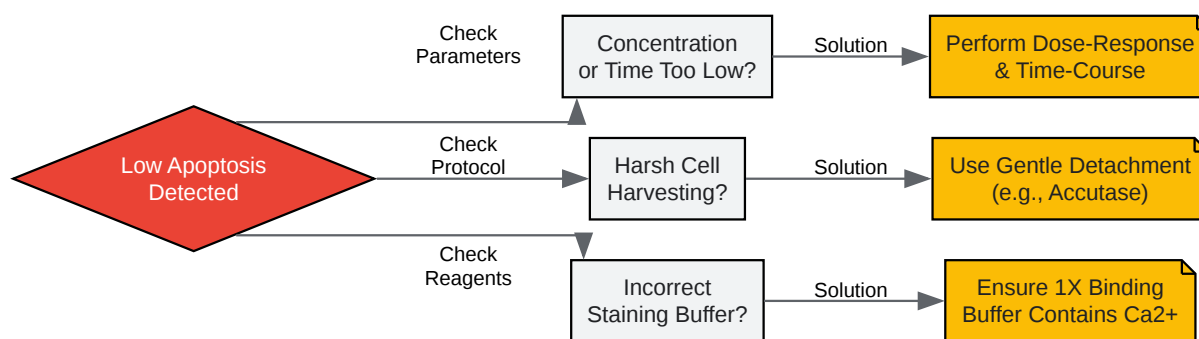 Low Apoptosis
Detected
Check
Parameters
Concentration
or Time Too Low?
Solution
Perform Dose-Response
& Time-Course
Check
Protocol
Harsh Cell
Harvesting?
Solution
Use Gentle Detachment
(e.g., Accutase)
Check
Reagents
Incorrect
Staining Buffer?
Solution
Ensure 1X Binding
Buffer Contains Ca2+